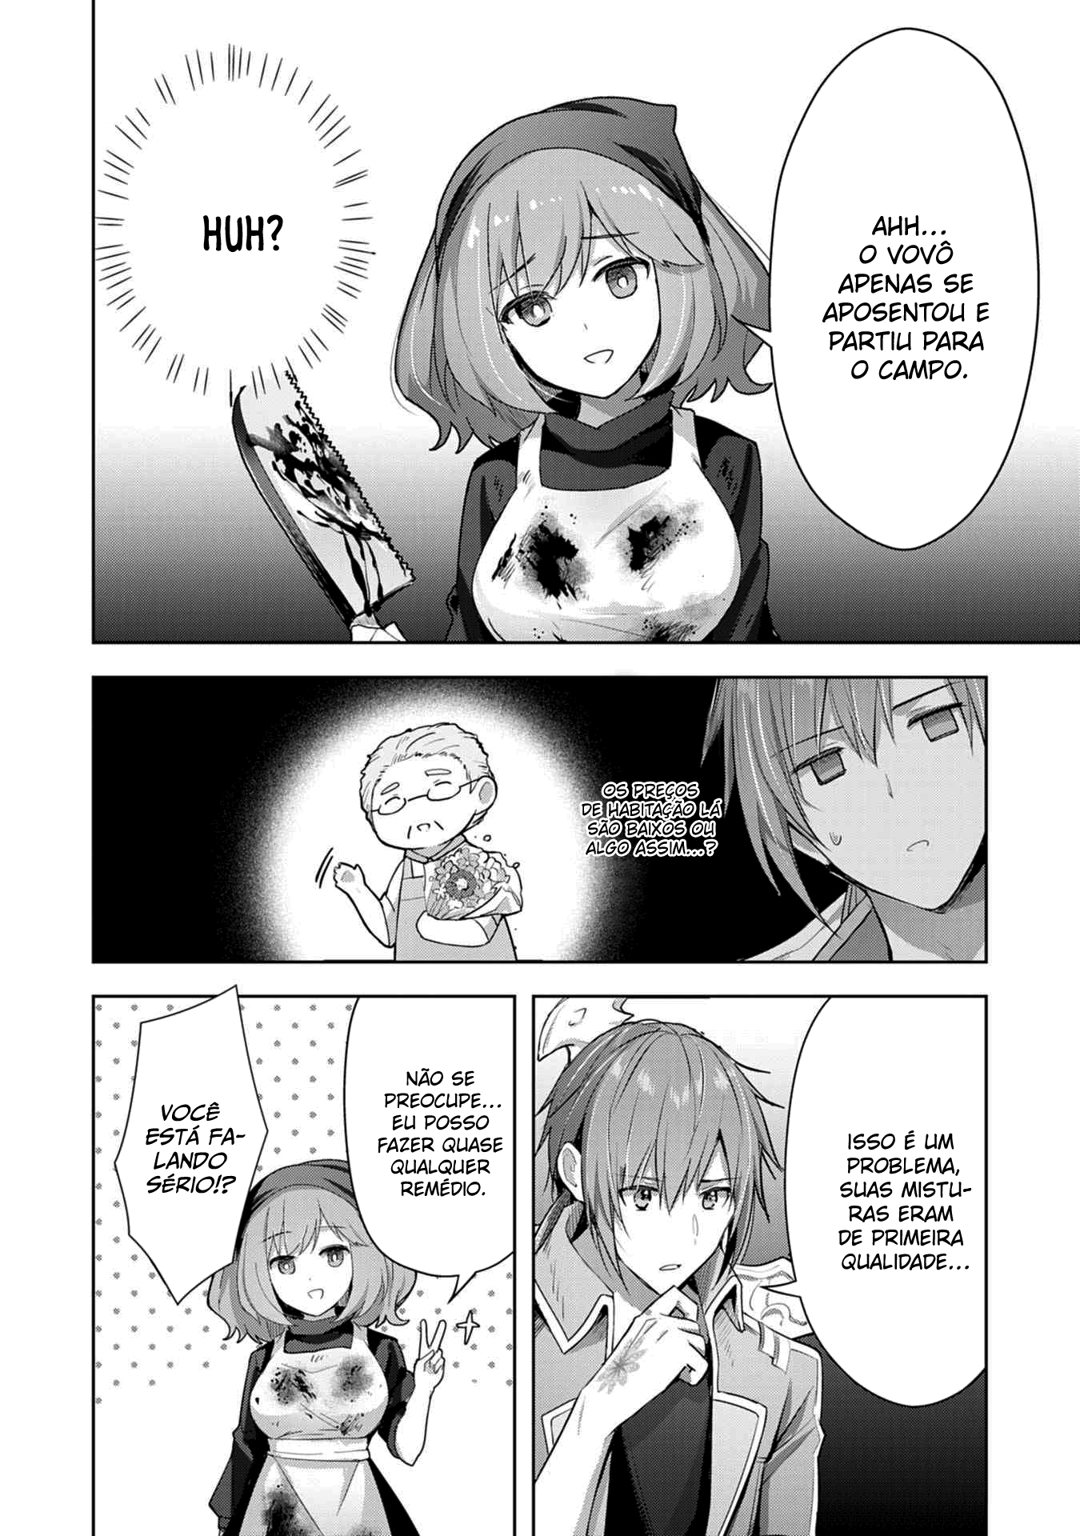 AHH...
O VOVÔ
APENAS SE
APOSENTOU E
PARTIU PARA
O CAMPO.
HUH?
OS PREÇOS
DE HABITAÇÃO LÁ
SÃO BAIXOS OU
ALGO ASSIM...?
ISSO É UM
PROBLEMA,
SUAS MISTU-
RAS ERAM
DE PRIMEIRA
QUALIDADE...
NÃO SE
PREOCUPE...
EU POSSO
FAZER QUASE
QUALQUER
REMÉDIO.
VOCÊ
ESTÁ FA-
LANDO
SÉRIO!?